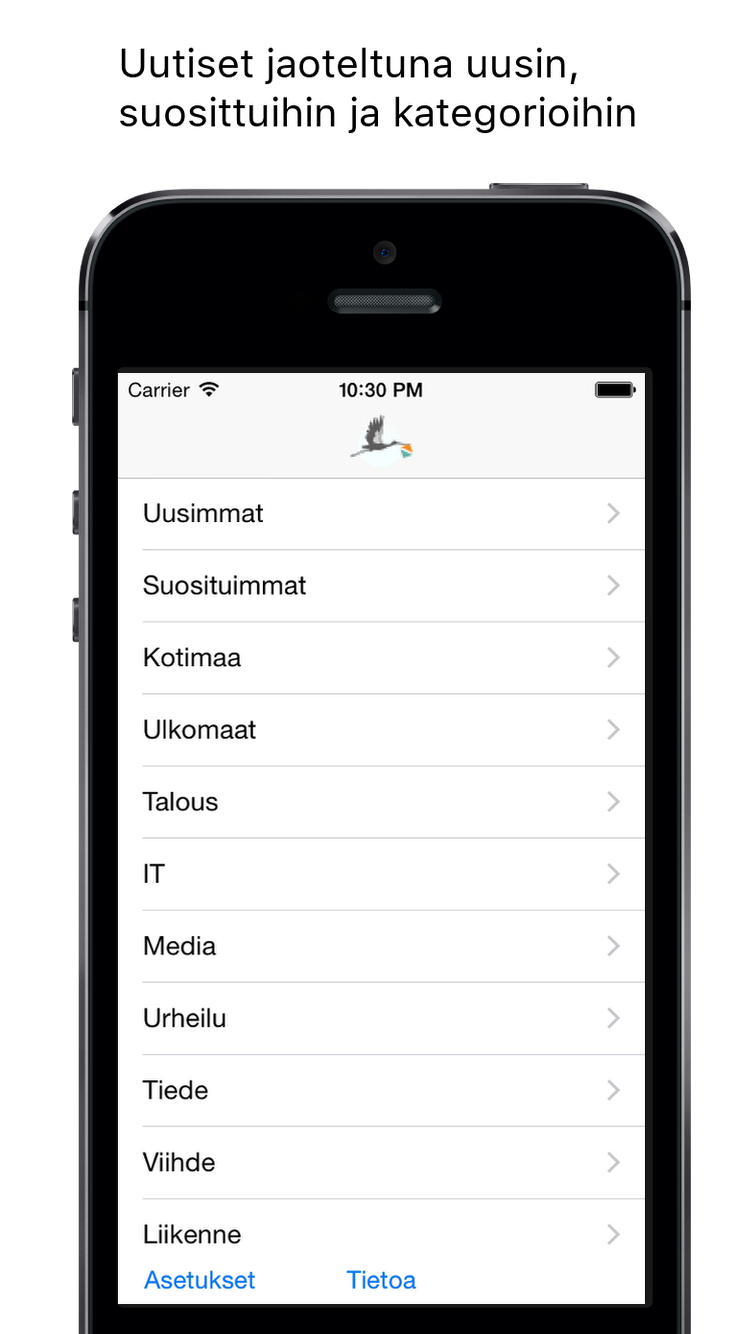 Uutiset jaoteltuna uusin,
suosittuihin ja kategorioihin
Carrier 10:30 PM
Uusimmat
Suosituimmat
Kotimaa
Ulkomaat
Talous
IT
Media
Urheilu
Tiede
Viihde
Liikenne
Asetukset Tietoa